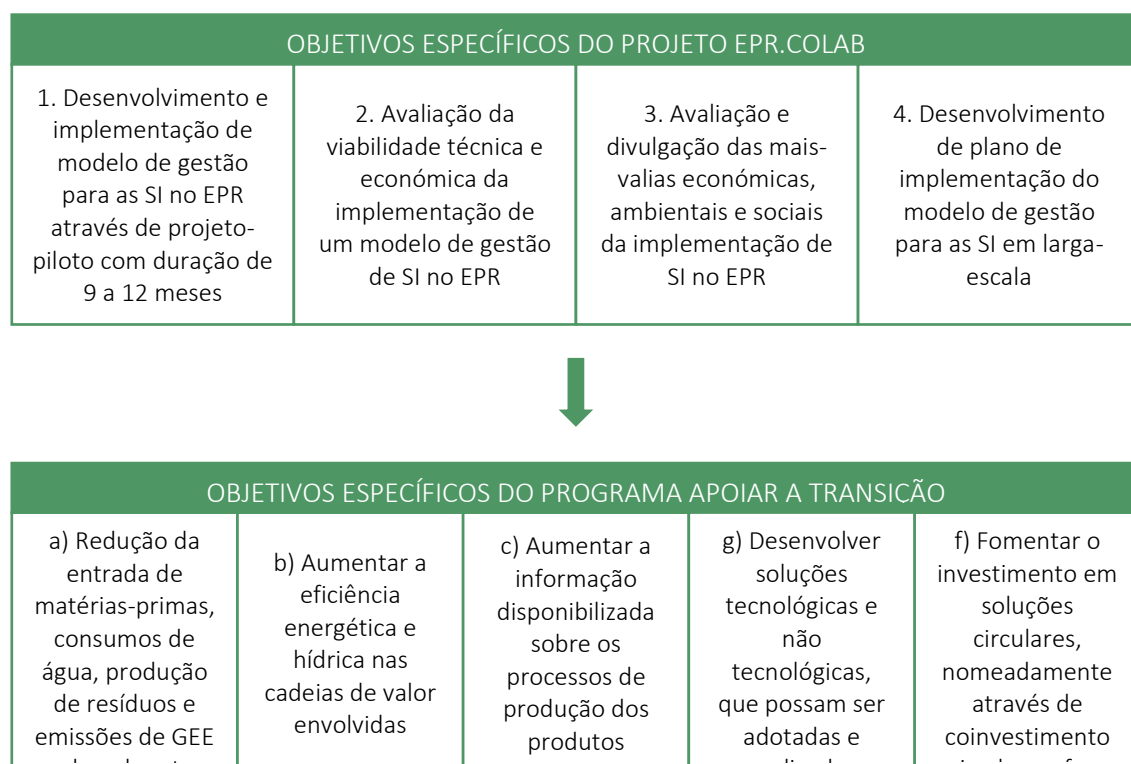 OBJETIVOS ESPECÍFICOS DO PROJETO EPR.COLAB
1. Desenvolvimento e
implementação de
modelo de gestão
para as SI no EPR
através de projeto-
piloto com duração de
9 a 12 meses
2. Avaliação da
viabilidade técnica e
económica da
implementação de
um modelo de gestão
de SI no EPR
3. Avaliação e
divulgação das mais-
valias económicas,
ambientais e sociais
da implementação de
SI no EPR
4. Desenvolvimento
de plano de
implementação do
modelo de gestão
para as SI em larga-
escala
OBJETIVOS ESPECÍFICOS DO PROGRAMA APOIAR A TRANSIÇÃO
a) Redução da
entrada de
matérias-primas,
consumos de
água, produção
de resíduos e
emissões de GEE
b) Aumentar a
eficiência
energética e
hídrica nas
cadeias de valor
envolvidas
c) Aumentar a
informação
disponibilizada
sobre os
processos de
produção dos
produtos
g) Desenvolver
soluções
tecnológicas e
não
tecnológicas,
que possam ser
adotadas e
f) Fomentar o
investimento em
soluções
circulares,
nomeadamente
através de
coinvestimento